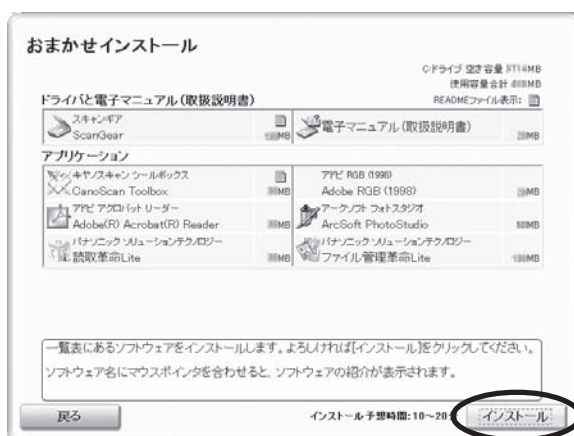 おまかせインストール
C:ドライブ 空き容量
使用容量合計
ドライバと電子マニュアル(取扱説明書)
READMEファイル表示:
スキャンギア
ScanGear
MB
電子マニュアル(取扱説明書)
MB
アプリケーション
キヤノスキャン ツールボックス
CanoScan Toolbox
MB
アドビ RGB (1998)
Adobe RGB (1998)
MB
アドビ アクロバット リーダー
Adobe(R) Acrobat(R) Reader
MB
アークソフト フォトスタジオ
ArcSoft PhotoStudio
MB
パナソニック ソリューションテクノロジー
読取革命Lite
MB
パナソニック ソリューションテクノロジー
ファイル管理革命Lite
MB
一覧表にあるソフトウェアをインストールします。よろしければ[インストール]をクリックしてください。
ソフトウェア名にマウスポインタを合わせると、ソフトウェアの紹介が表示されます。
戻る
インストール予想時間:10～20分
インストール